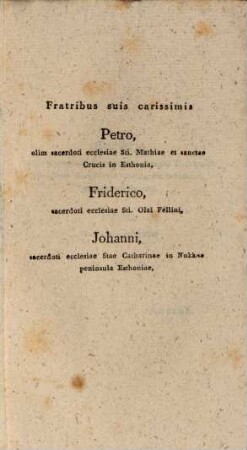 Fratribus suis carissimis
Petro,
olim sacerdoti ecclesiae Sti. Mathiae et sanctae
Crucis in Esthonia,
Friderico,
sacerdoti ecclesiae Sti. Olai Fellini,
Johanni,
sacerdoti ecclesiae Stae Catharinae in Nukkoe
peninsula Esthoniae,